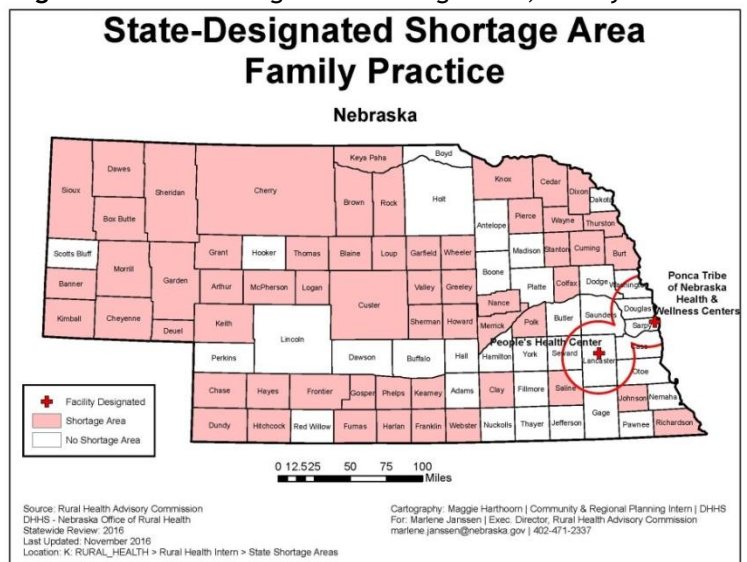 State-Designated Shortage Area
Family Practice
Nebraska
Boyd
Keya Paha
Dawes
Sioux
Sheridan
Cherry
Knox
Cedar
Dixon
Dakota
Brown
Rock
Holt
Box Butte
Antelope
Pierce
Wayne
Thurston
Scotts Bluff
Grant
Hooker
Thomas
Blaine
Loup
Garfield
Wheeler
Madison
Stanton
Cuming
Burt
Morrill
Garden
Boone
Banner
Arthur
McPherson
Logan
Custer
Valley
Greeley
Platte
Colfax
Dodge
Washington
Ponca Tribe
of Nebraska
Health &
Wellness Centers
Nance
Kimball
Cheyenne
Deuel
Keith
Lincoln
Sherman
Howard
Merrick
Polk
Butler
Saunders
Douglas
Sarpy
People's Health Center
Perkins
Dawson
Buffalo
Hall
Hamilton
York
Seward
Lancaster
Cass
Otoe
Chase
Hayes
Frontier
Gosper
Phelps
Kearney
Adams
Clay
Fillmore
Saline
Johnson
Nemaha
Gage
Dundy
Hitchcock
Red Willow
Furnas
Harlan
Franklin
Webster
Nuckolls
Thayer
Jefferson
Pawnee
Richardson
Facility Designated
Shortage Area
No Shortage Area
0 12.525 50 75 100
Miles
Source: Rural Health Advisory Commission
DHHS - Nebraska Office of Rural Health
Statewide Review: 2016
Last Updated: November 2016
Location: K: RURAL_HEALTH > Rural Health Intern > State Shortage Areas
Cartography: Maggie Harthoorn | Community & Regional Planning Intern | DHHS
For: Marlene Janssen | Exec. Director, Rural Health Advisory Commission
marlene.janssen@nebraska.gov | 402-471-2337